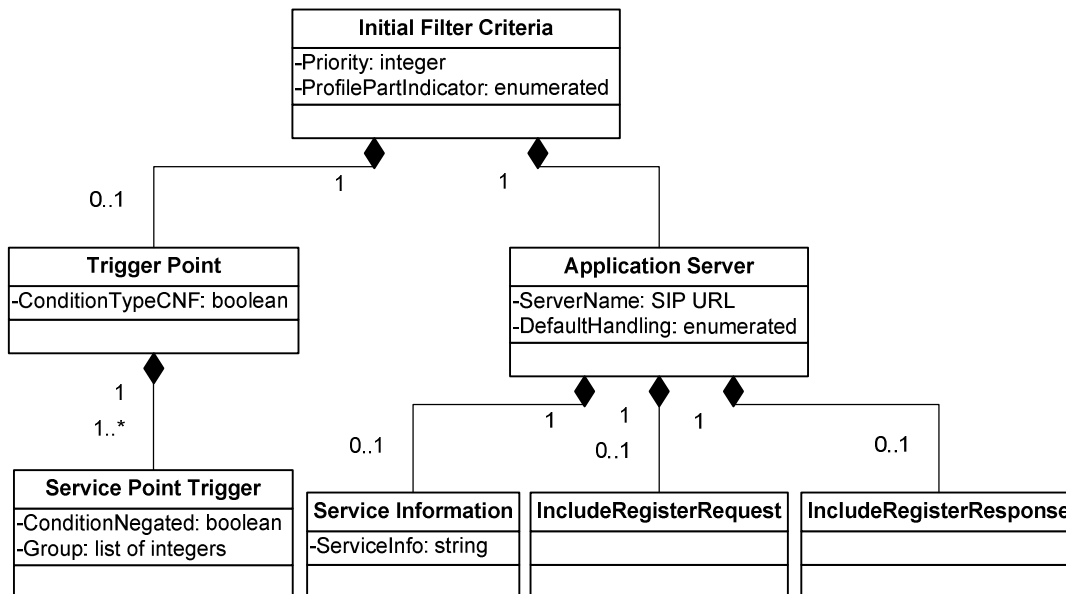 Initial Filter Criteria
-Priority: integer
-ProfilePartIndicator: enumerated
1
1
0..1
Trigger Point
-ConditionTypeCNF: boolean
Application Server
-ServerName: SIP URL
-DefaultHandling: enumerated
1
1..*
1
1
1
0..1
0..1
0..1
Service Point Trigger
-ConditionNegated: boolean
-Group: list of integers
Service Information
-ServiceInfo: string
IncludeRegisterRequest
IncludeRegisterResponse